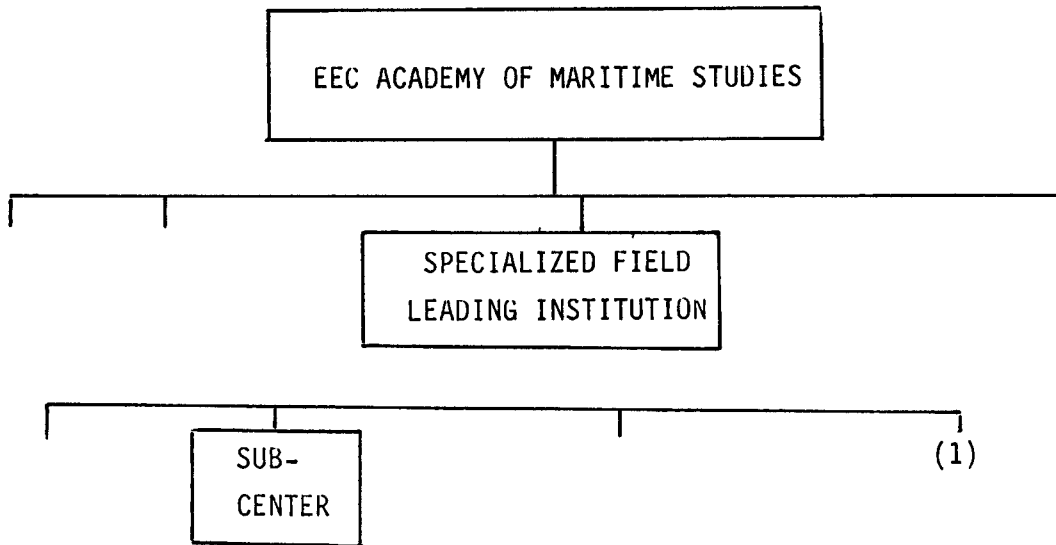 EEC ACADEMY OF MARITIME STUDIES
SPECIALIZED FIELD
LEADING INSTITUTION
(1)
SUB-
CENTER